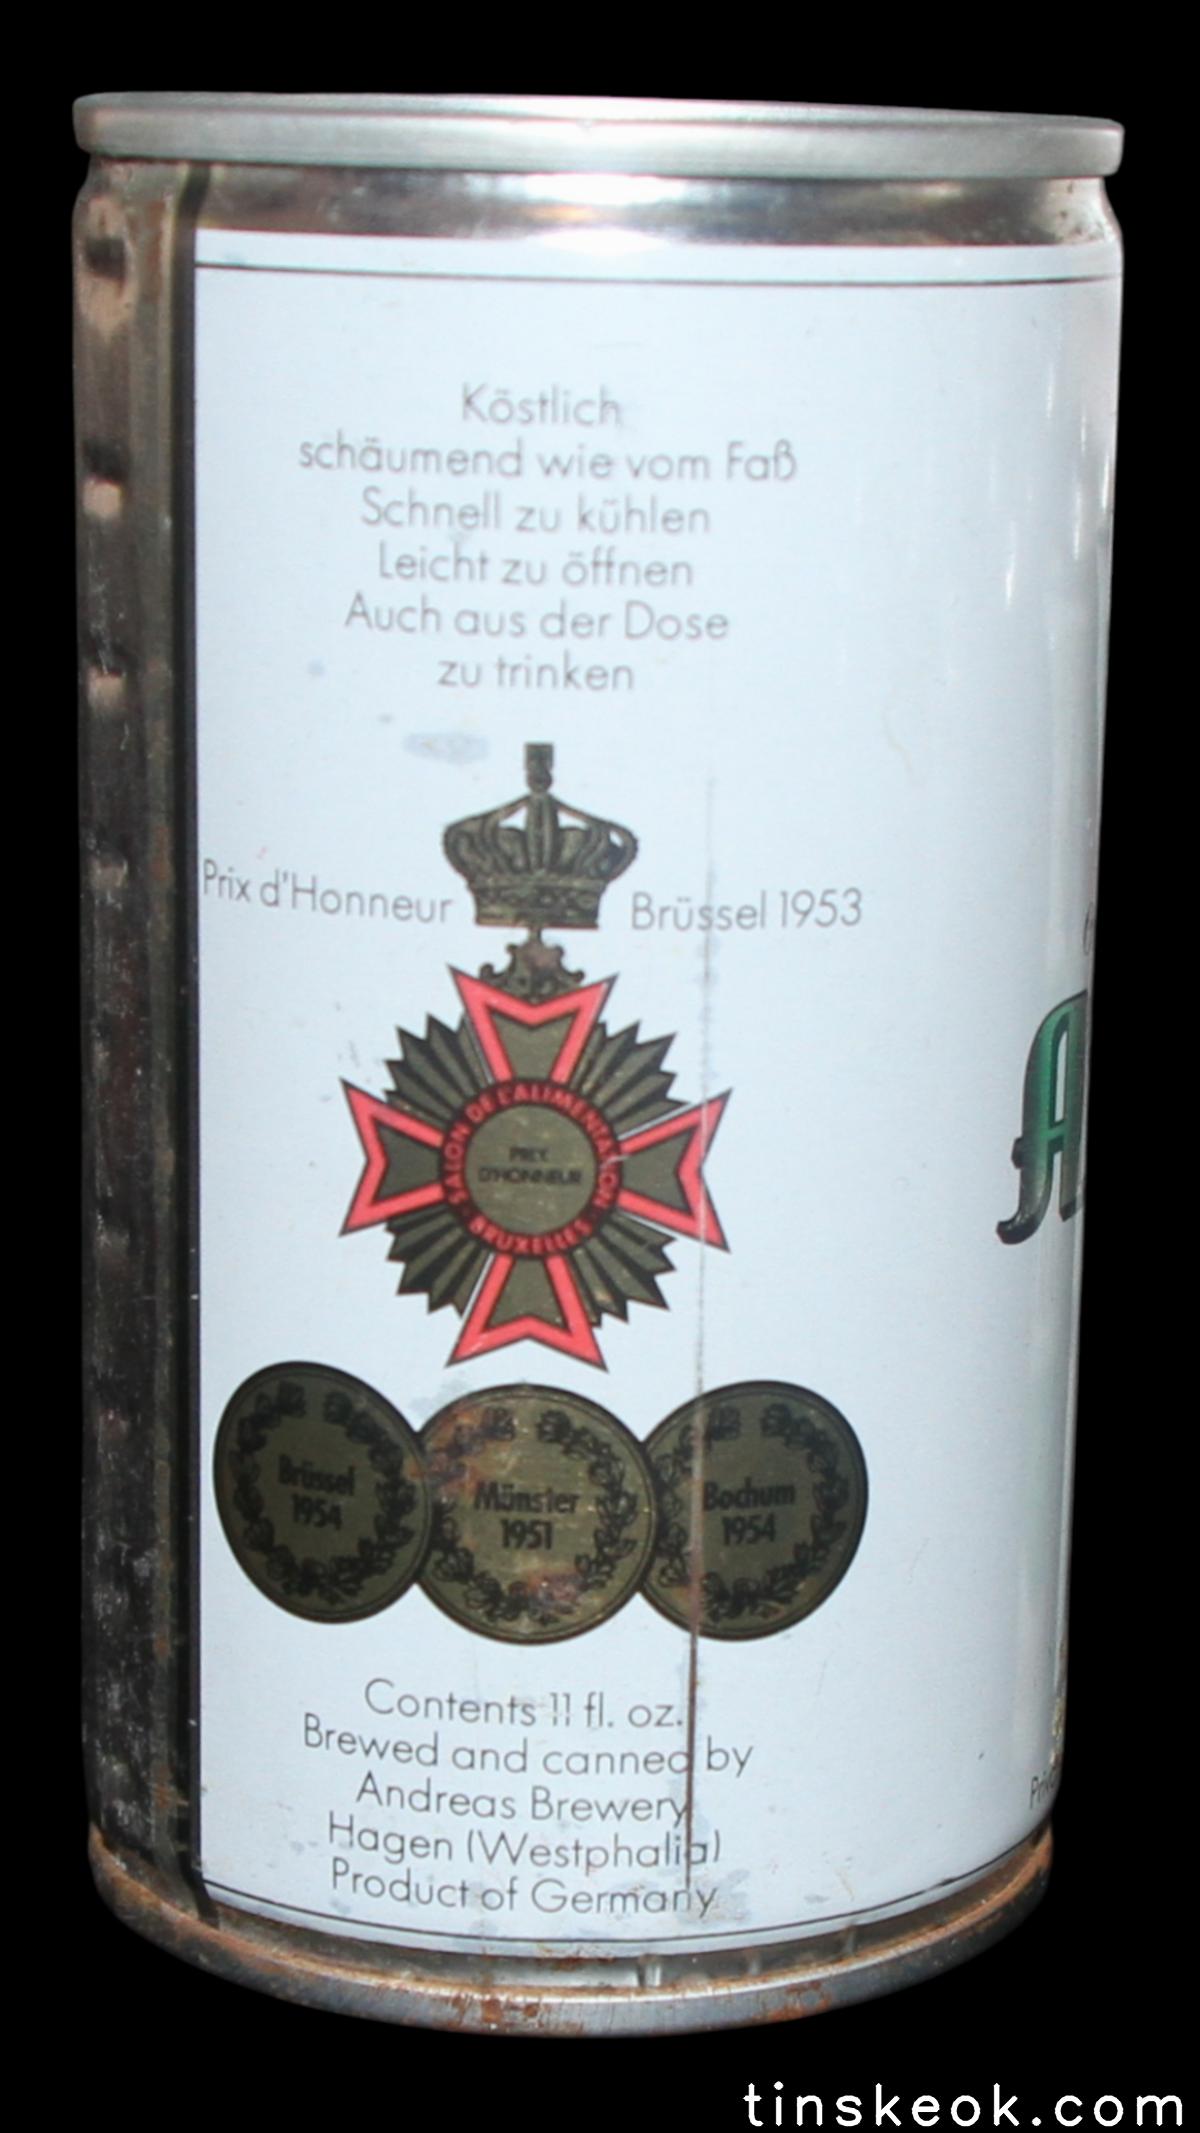 Köstlich
schäumend wie vom Faß
Schnell zu kühlen
Leicht zu öffnen
Auch aus der Dose
zu trinken
Prix d'Honneur Brüssel 1953
SALON DE L'ALIMENTATION
PRIX
D'HONNEUR
BRUXELLES
Brüssel
1954
Münster
1951
Bochum
1954
Contents 11 fl. oz.
Brewed and canned by
Andreas Brewery
Hagen (Westphalia)
Product of Germany
A
tinskeok.com